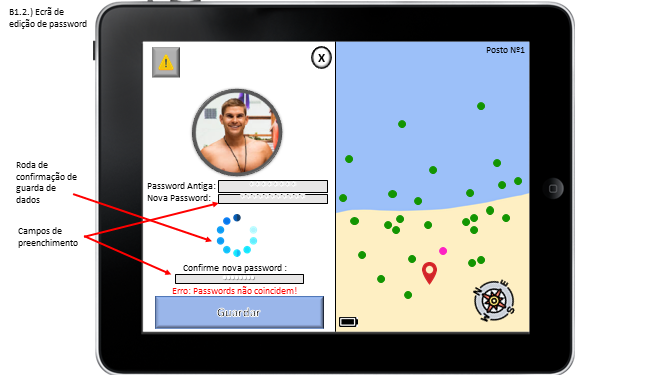 B1.2.) Ecrã de
edição de password
X
Posto Nº1
Roda de
confirmação de
guarda de
dados
Password Antiga:
Nova Password:
Campos de
preenchimento
Confirme nova password :
Erro: Passwords não coincidem!
Guardar
N
E
S
W